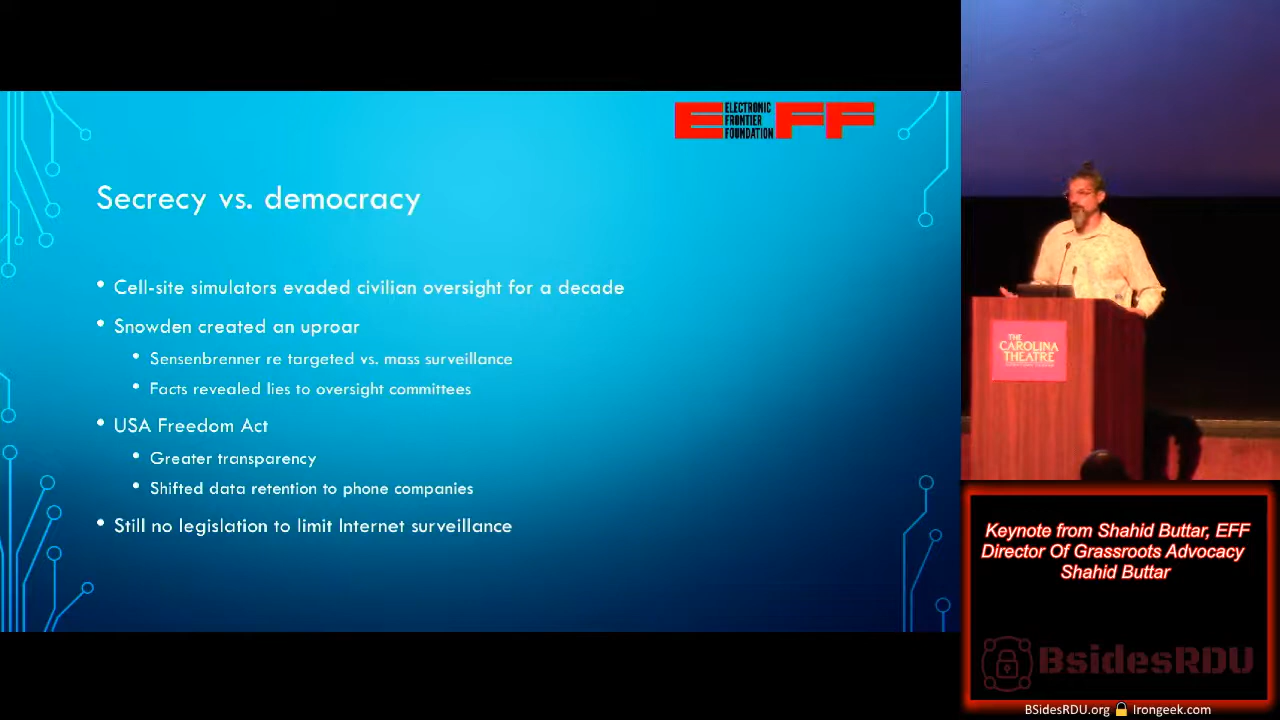 EFF
ELECTRONIC
FRONTIER
FOUNDATION
Secrecy vs. democracy
• Cell-site simulators evaded civilian oversight for a decade
• Snowden created an uproar
• Sensenbrenner re targeted vs. mass surveillance
• Facts revealed lies to oversight committees
• USA Freedom Act
• Greater transparency
• Shifted data retention to phone companies
• Still no legislation to limit Internet surveillance
THE
CAROLINA
THEATRE
Keynote from Shahid Buttar, EFF
Director Of Grassroots Advocacy
Shahid Buttar
BsidesRDU
BSidesRDU.org Irongeek.com